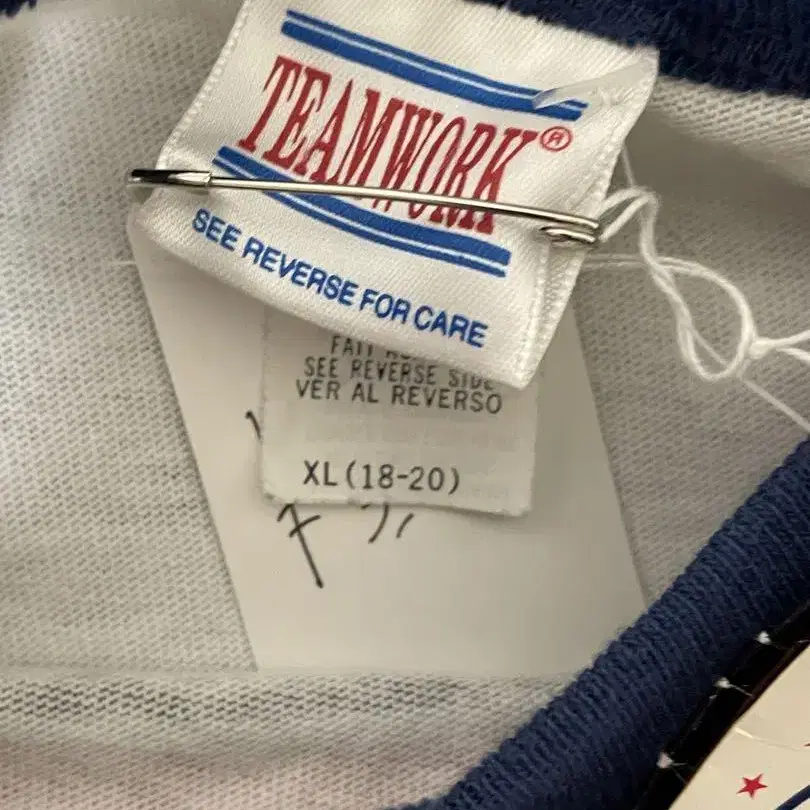 TEAMWORK®
SEE REVERSE FOR CARE
SEE REVERSE SIDE
VER AL REVERSO
XL (18-20)